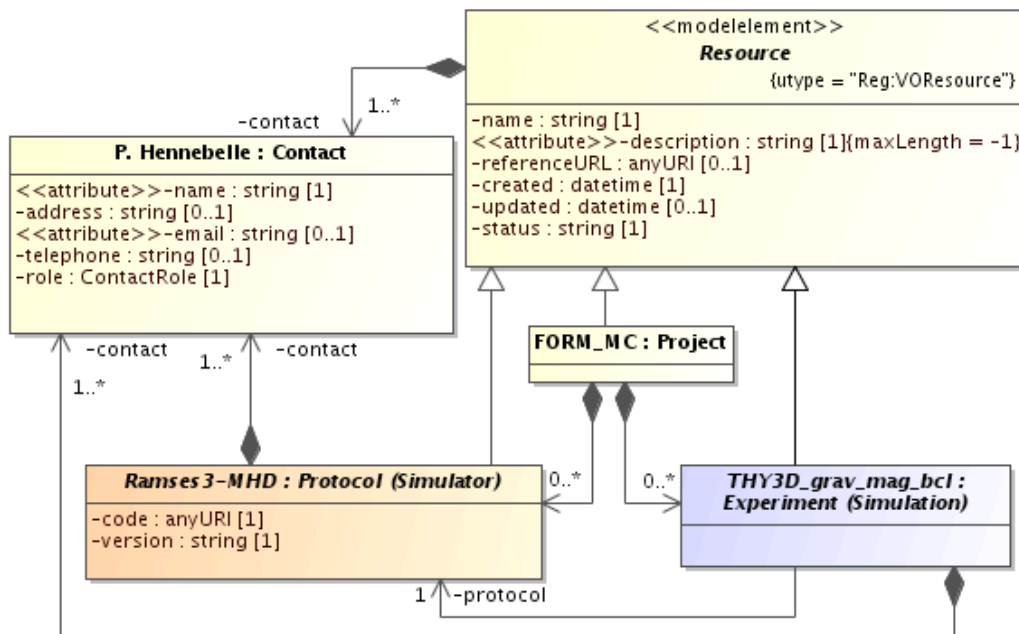 <<modelelement>>
Resource
{utype = "Reg:VOResource"}
-name : string [1]
<<attribute>>-description : string [1]{maxLength = -1}
-referenceURL : anyURI [0..1]
-created : datetime [1]
-updated : datetime [0..1]
-status : string [1]
1..*
-contact
P. Hennebelle : Contact
<<attribute>>-name : string [1]
-address : string [0..1]
<<attribute>>-email : string [0..1]
-telephone : string [0..1]
-role : ContactRole [1]
FORM_MC : Project
-contact
1..*
-contact
1..*
Ramses3-MHD : Protocol (Simulator)
-code : anyURI [1]
-version : string [1]
0..*
0..*
THY3D_grav_mag_bcl :
Experiment (Simulation)
1
-protocol